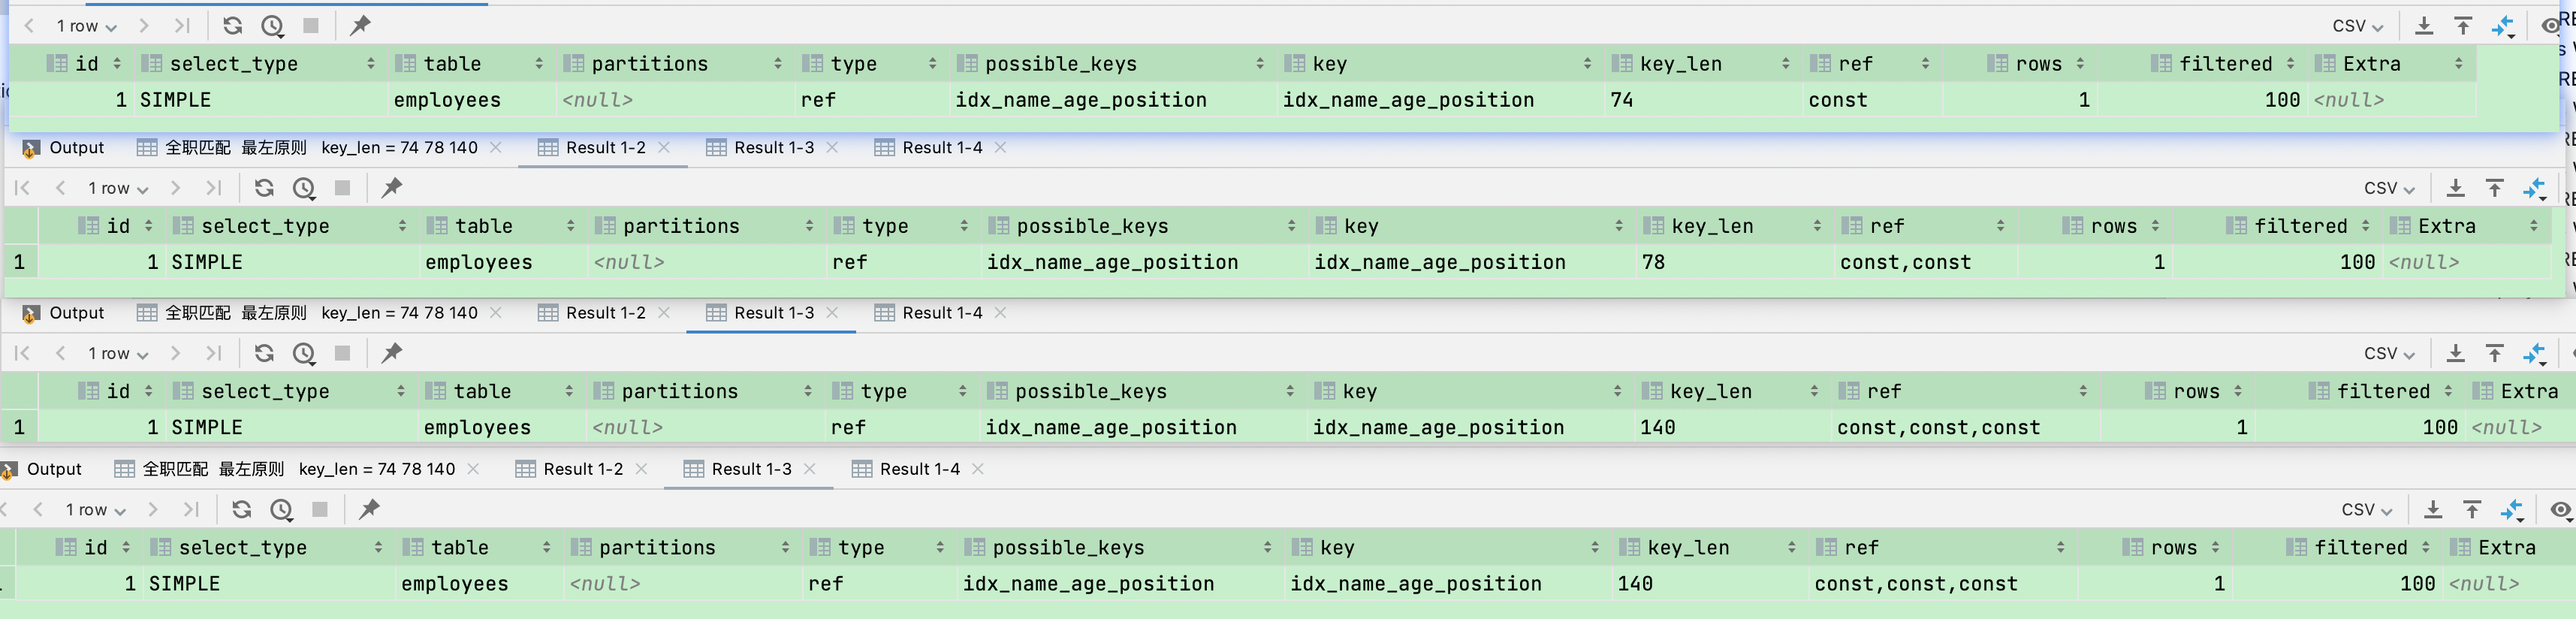 1 row CSV
id select_type table partitions type possible_keys key key_len ref rows filtered Extra
1 SIMPLE employees <null> ref idx_name_age_position idx_name_age_position 74 const 1 100 <null>
Output 全职匹配 最左原则 key_len = 74 78 140 Result 1-2 Result 1-3 Result 1-4
1 row CSV
id select_type table partitions type possible_keys key key_len ref rows filtered Extra
1 1 SIMPLE employees <null> ref idx_name_age_position idx_name_age_position 78 const,const 1 100 <null>
Output 全职匹配 最左原则 key_len = 74 78 140 Result 1-2 Result 1-3 Result 1-4
1 row CSV
id select_type table partitions type possible_keys key key_len ref rows filtered Extra
1 1 SIMPLE employees <null> ref idx_name_age_position idx_name_age_position 140 const,const,const 1 100 <null>
Output 全职匹配 最左原则 key_len = 74 78 140 Result 1-2 Result 1-3 Result 1-4
1 row CSV
id select_type table partitions type possible_keys key key_len ref rows filtered Extra
1 SIMPLE employees <null> ref idx_name_age_position idx_name_age_position 140 const,const,const 1 100 <null>